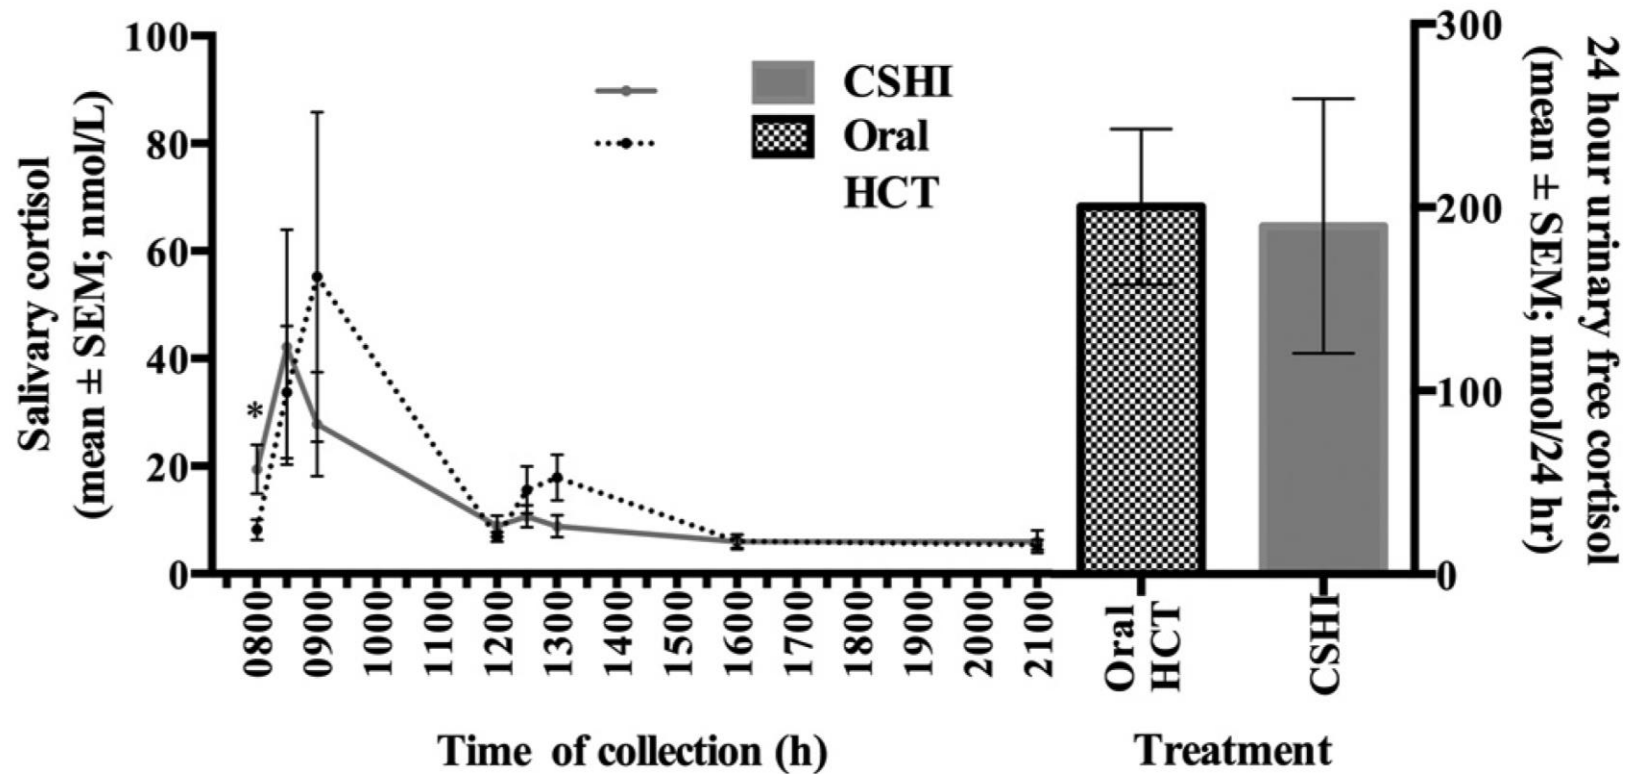 Salivary cortisol
(mean ± SEM; nmol/L)
100
80
60
40
20
0
*
CSHI
Oral
HCT
0800
0900
1000
1100
1200
1300
1400
1500
1600
1700
1800
1900
2000
2100
Time of collection (h)
Oral
HCT
CSHI
Treatment
300
200
100
0
24 hour urinary free cortisol
(mean ± SEM; nmol/24 hr)